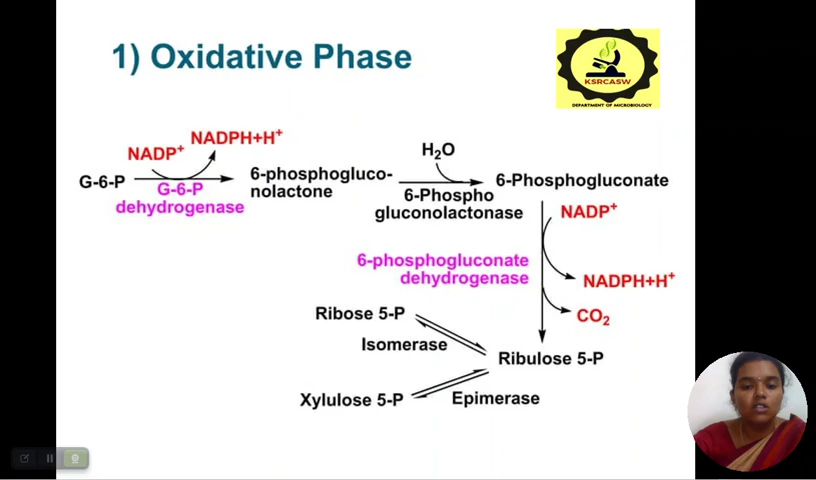 1) Oxidative Phase
KSRCASW
DEPARTMENT OF MICROBIOLOGY
NADP⁺
NADPH+H⁺
G-6-P
G-6-P
dehydrogenase
6-phosphogluco-
nolactone
H₂O
6-Phospho
gluconolactonase
6-Phosphogluconate
NADP⁺
6-phosphogluconate
dehydrogenase
NADPH+H⁺
CO₂
Ribose 5-P
Isomerase
Ribulose 5-P
Xylulose 5-P
Epimerase